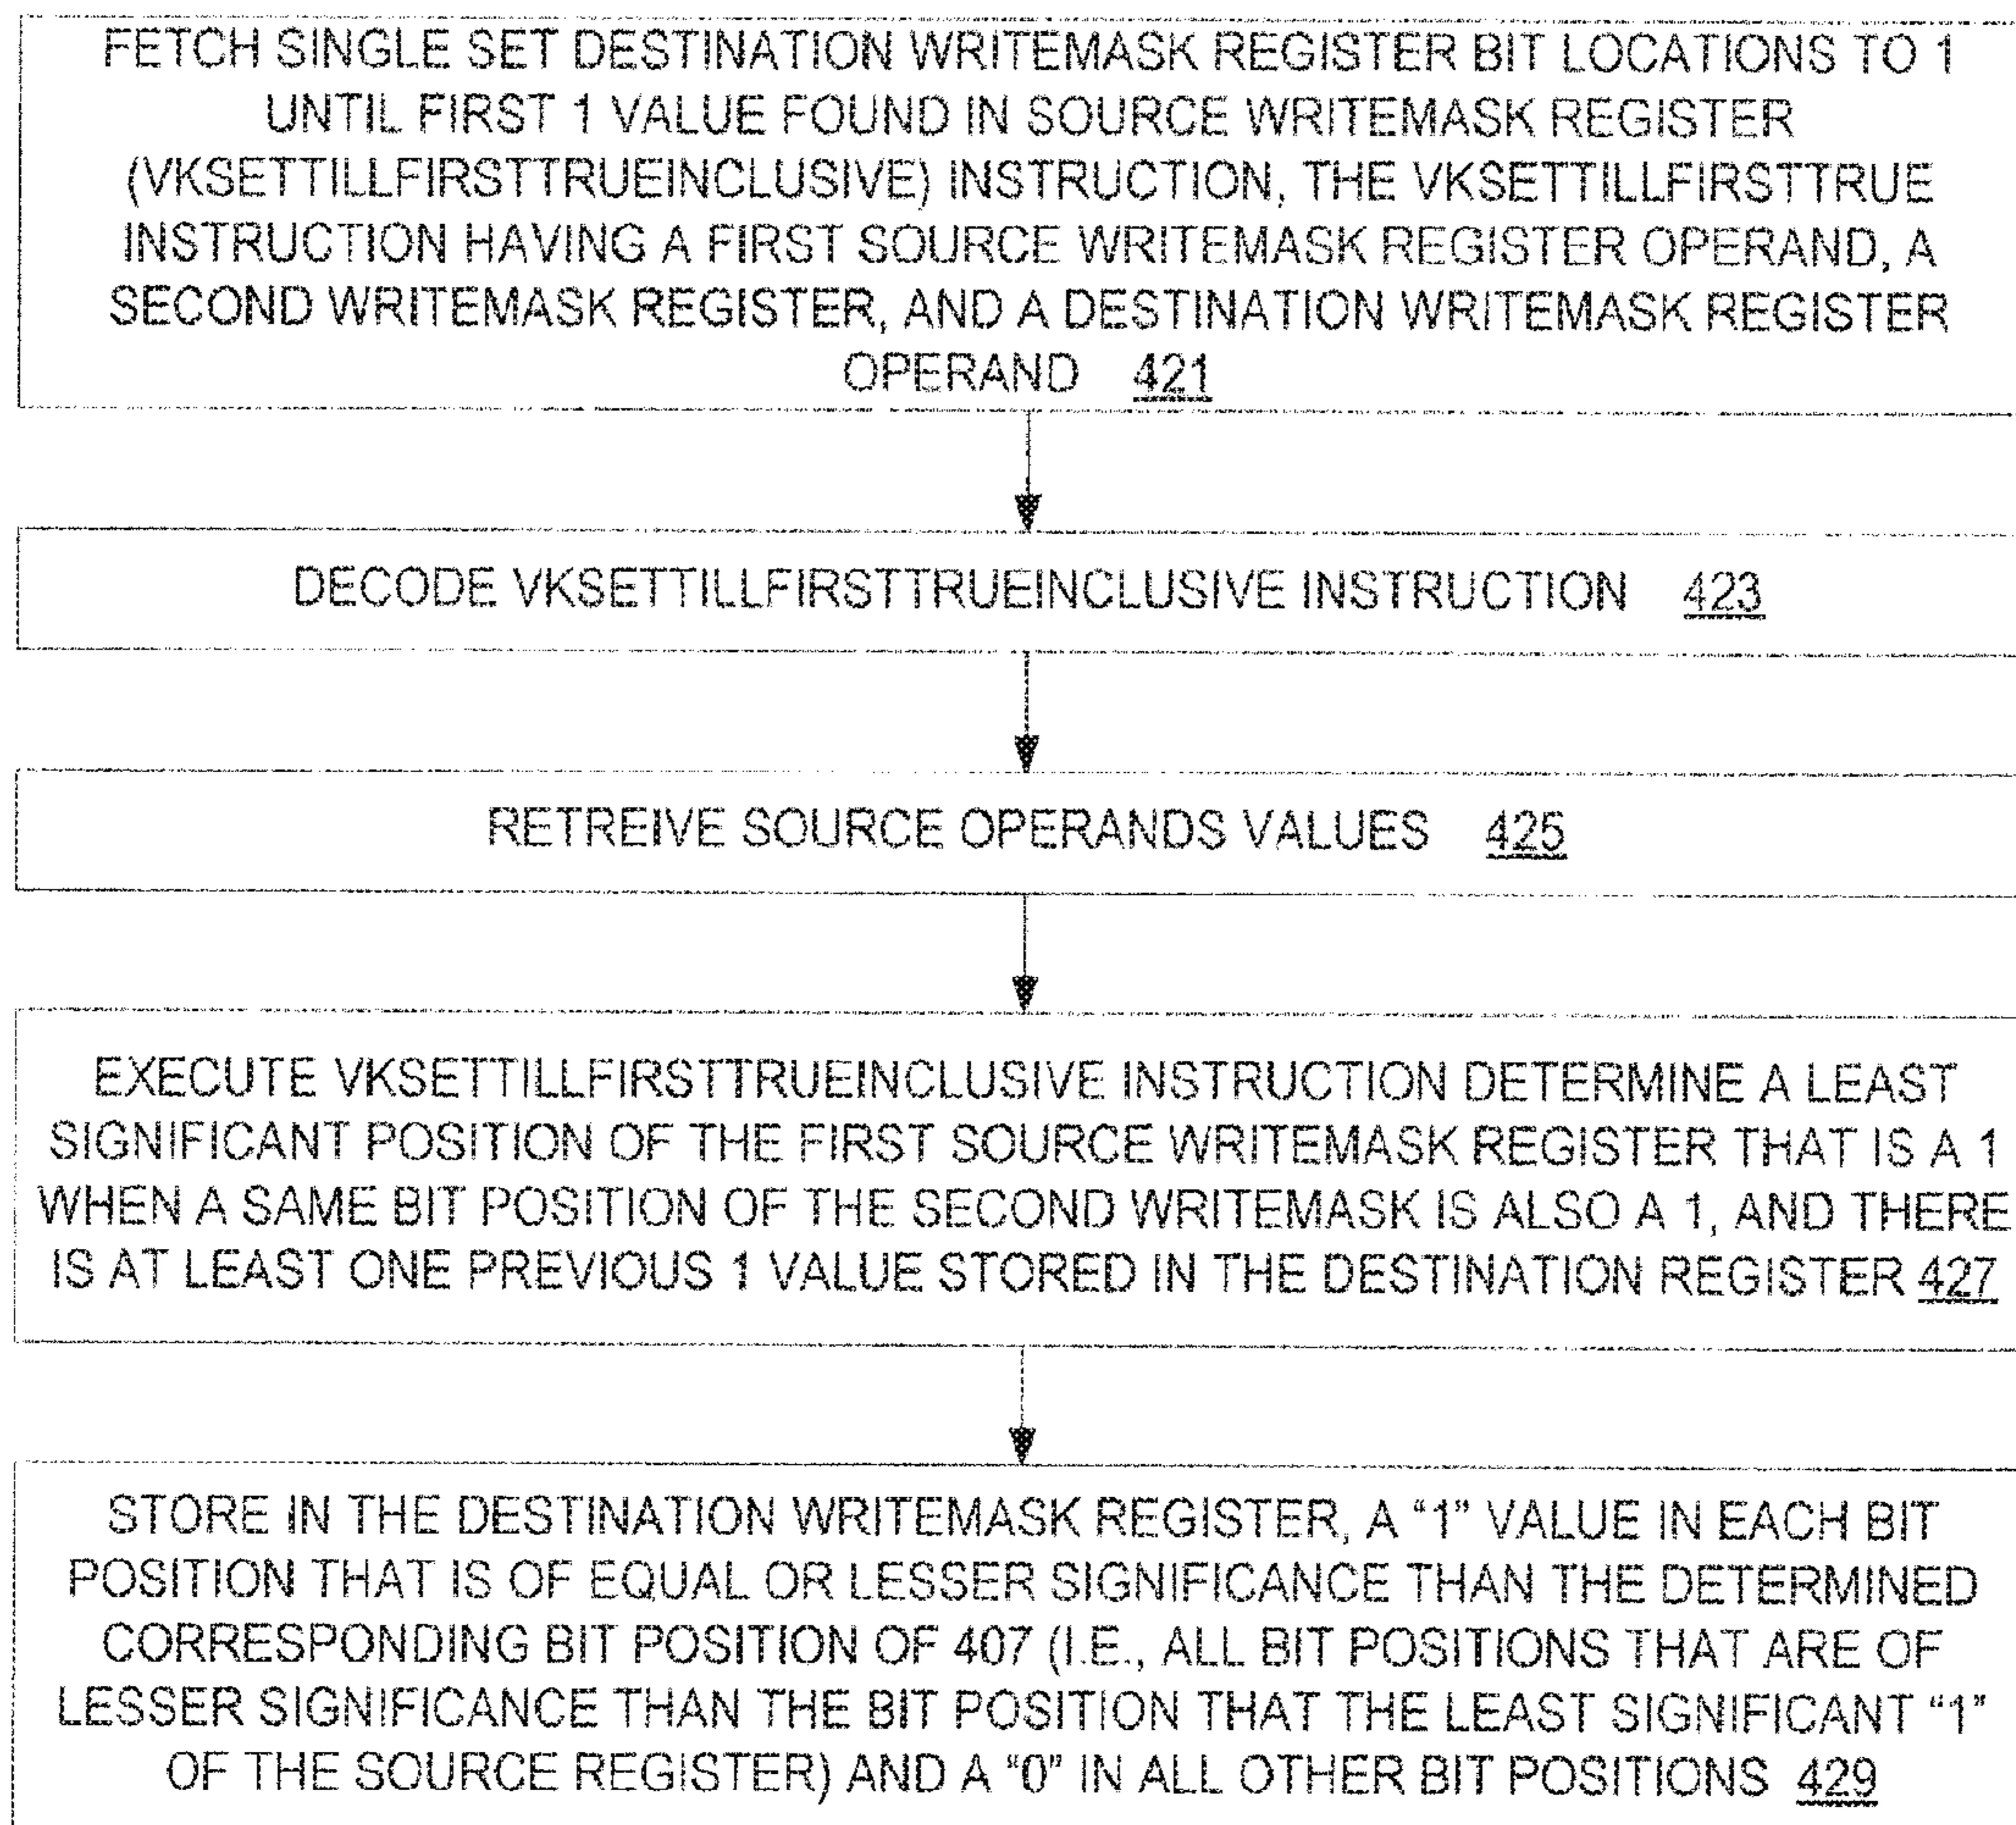 FETCH SINGLE SET DESTINATION WRITEMASK REGISTER BIT LOCATIONS TO 1
UNTIL FIRST 1 VALUE FOUND IN SOURCE WRITEMASK REGISTER
(VKSETTILLFIRSTTRUEINCLUSIVE) INSTRUCTION, THE VKSETTILLFIRSTTRUE
INSTRUCTION HAVING A FIRST SOURCE WRITEMASK REGISTER OPERAND, A
SECOND WRITEMASK REGISTER, AND A DESTINATION WRITEMASK REGISTER
OPERAND 421
DECODE VKSETTILLFIRSTTRUEINCLUSIVE INSTRUCTION 423
RETREIVE SOURCE OPERANDS VALUES 425
EXECUTE VKSETTILLFIRSTTRUEINCLUSIVE INSTRUCTION DETERMINE A LEAST
SIGNIFICANT POSITION OF THE FIRST SOURCE WRITEMASK REGISTER THAT IS A 1
WHEN A SAME BIT POSITION OF THE SECOND WRITEMASK IS ALSO A 1, AND THERE
IS AT LEAST ONE PREVIOUS 1 VALUE STORED IN THE DESTINATION REGISTER 427
STORE IN THE DESTINATION WRITEMASK REGISTER, A “1” VALUE IN EACH BIT
POSITION THAT IS OF EQUAL OR LESSER SIGNIFICANCE THAN THE DETERMINED
CORRESPONDING BIT POSITION OF 407 (I.E., ALL BIT POSITIONS THAT ARE OF
LESSER SIGNIFICANCE THAN THE BIT POSITION THAT THE LEAST SIGNIFICANT “1”
OF THE SOURCE REGISTER) AND A “0” IN ALL OTHER BIT POSITIONS 429